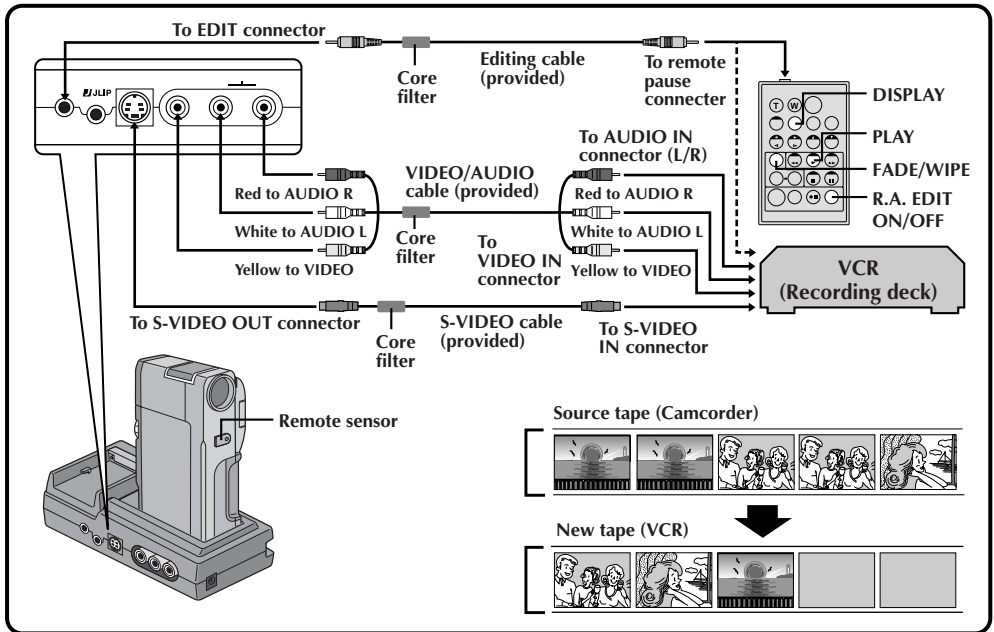 To EDIT connector
Core
filter
Editing cable
(provided)
To remote
pause
connecter
JLIP
T W
DISPLAY
PLAY
FADE/WIPE
R.A. EDIT
ON/OFF
To AUDIO IN
connector (L/R)
Red to AUDIO R
VIDEO/AUDIO
cable (provided)
Red to AUDIO R
White to AUDIO L
Core
filter
To
VIDEO IN
connector
White to AUDIO L
Yellow to VIDEO
Yellow to VIDEO
VCR
(Recording deck)
To S-VIDEO OUT connector
Core
filter
S-VIDEO cable
(provided)
To S-VIDEO
IN connector
Remote sensor
Source tape (Camcorder)
New tape (VCR)